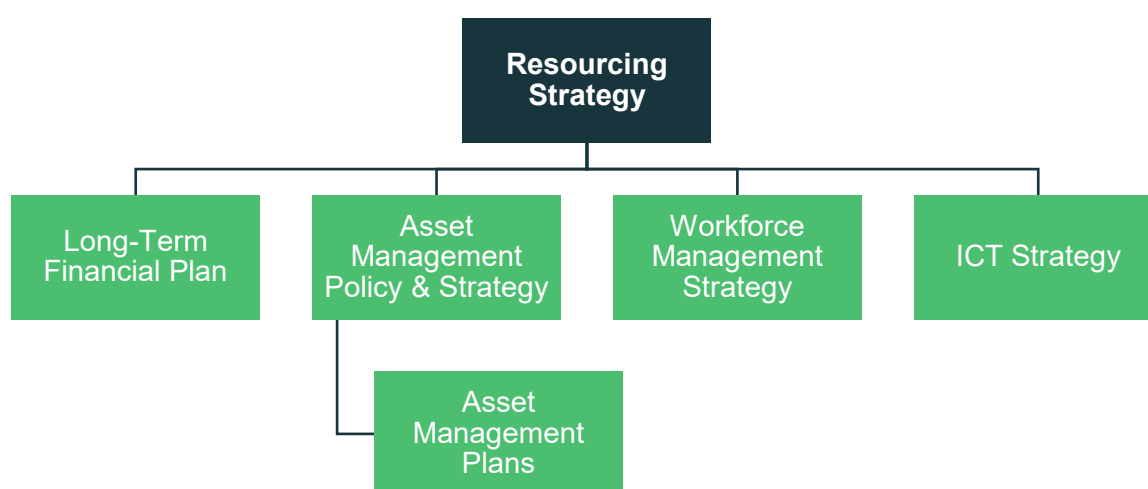 Resourcing
Strategy
Long-Term
Financial Plan
Asset
Management
Policy & Strategy
Workforce
Management
Strategy
ICT Strategy
Asset
Management
Plans